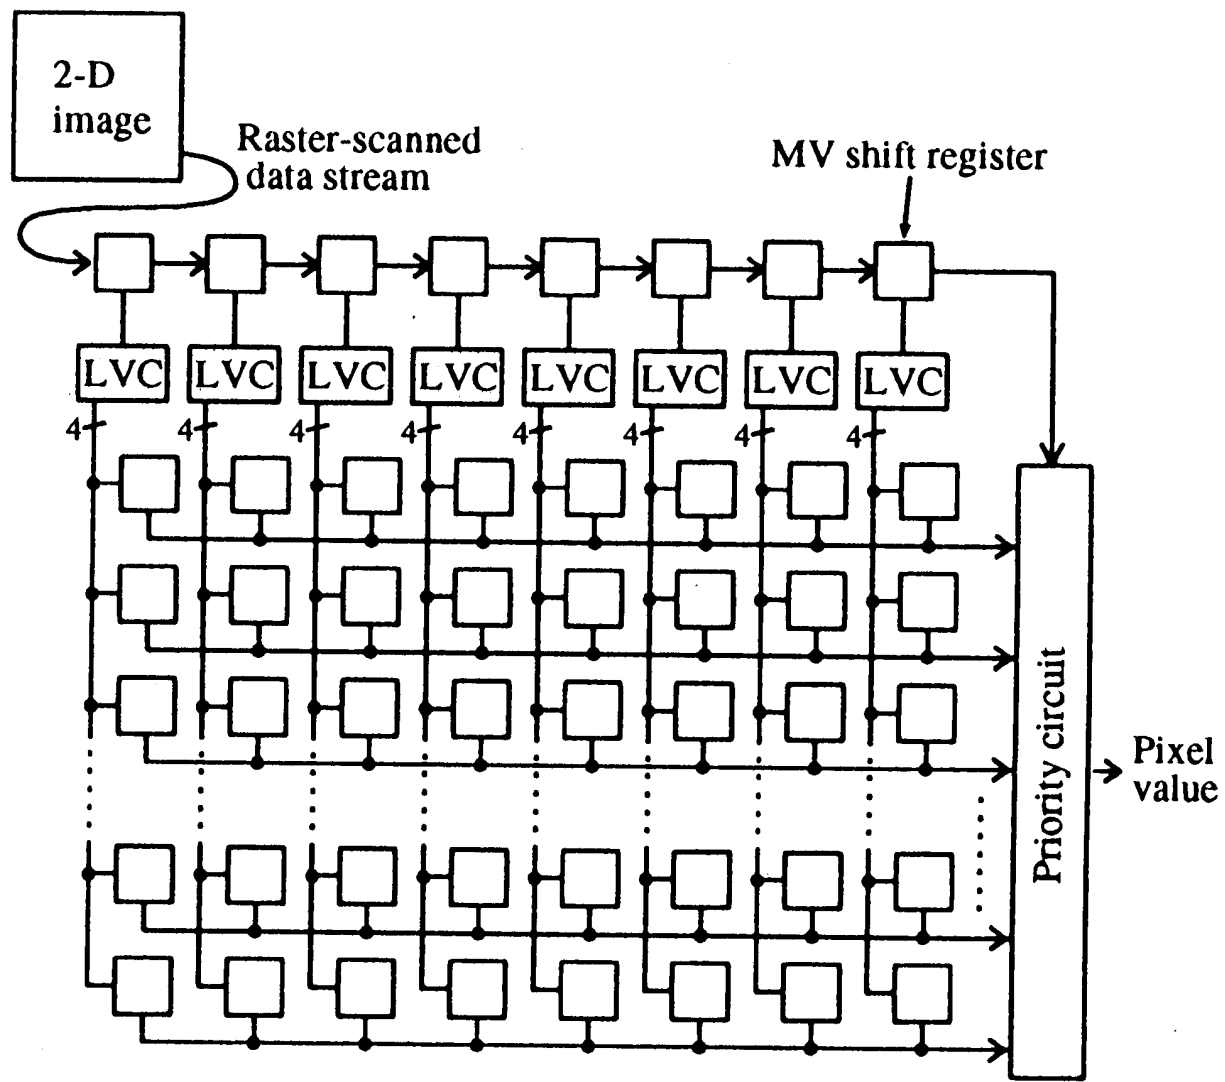 2-D
image
Raster-scanned
data stream
MV shift register
LVC LVC LVC LVC LVC LVC LVC LVC
4 4 4 4 4 4 4 4
Priority circuit
Pixel
value